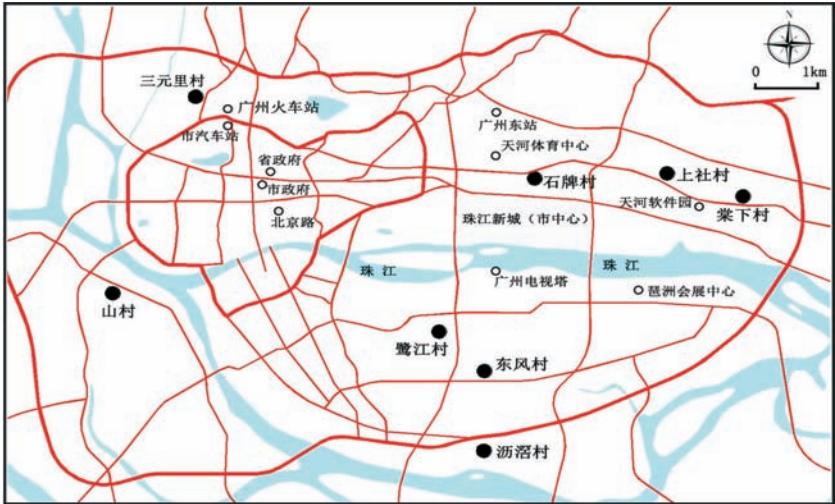 N
0 1km
三元里村
广州火车站
市汽车站
广州东站
天河体育中心
省政府
市政府
石牌村
上社村
天河软件园
棠下村
北京路
珠江新城（市中心）
珠江
珠江
广州电视塔
琶洲会展中心
山村
鹭江村
东风村
沥滘村